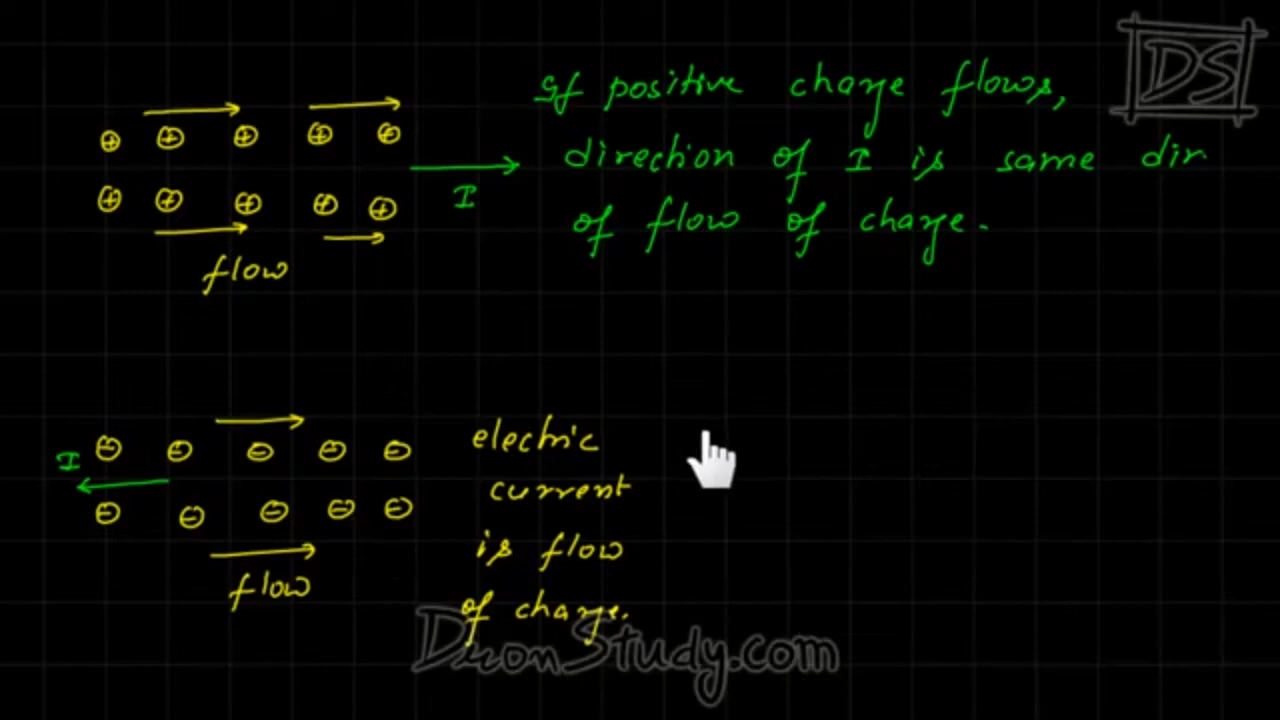 If positive charge flows,
direction of I is same dir
of flow of charge.
I
flow
I
flow
electric
current
is flow
of charge.
DS
DronStudy.com